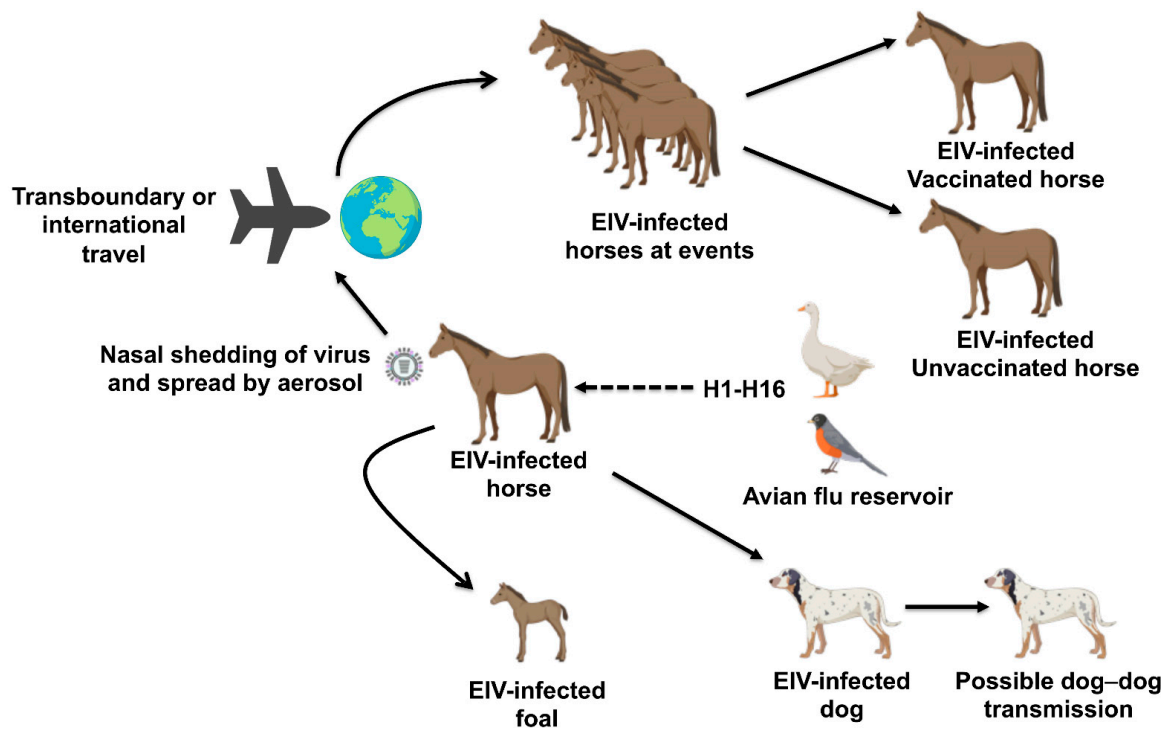 Transboundary or
international
travel
EIV-infected
horses at events
EIV-infected
Vaccinated horse
EIV-infected
Unvaccinated horse
Nasal shedding of virus
and spread by aerosol
EIV-infected
horse
H1-H16
Avian flu reservoir
EIV-infected
foal
EIV-infected
dog
Possible dog–dog
transmission